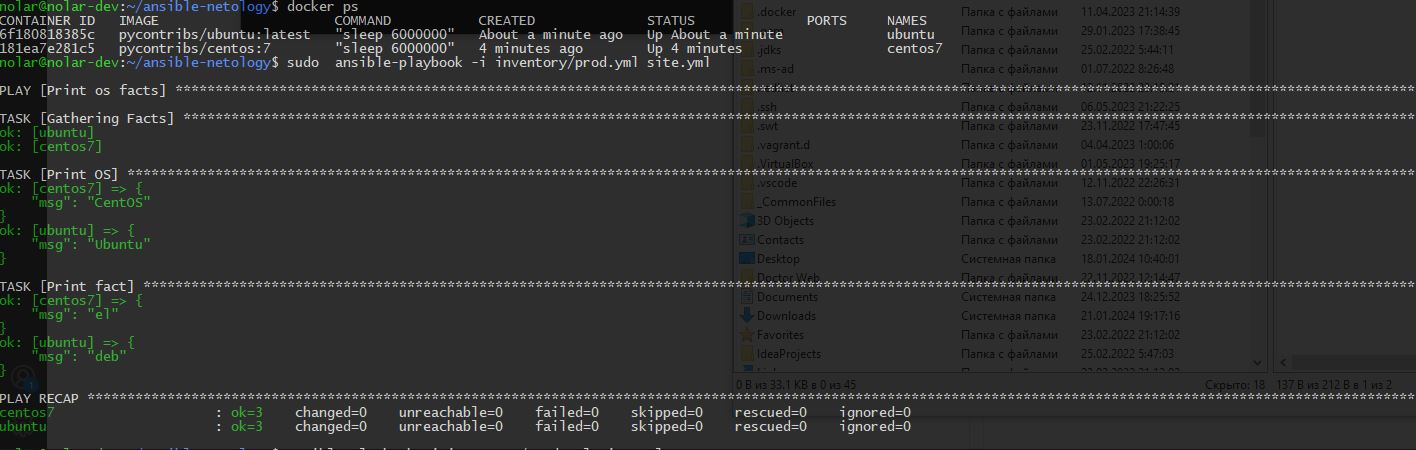 nolar@nolar-dev:~/ansible-netology$ docker ps
CONTAINER ID   IMAGE                      COMMAND           CREATED              STATUS              PORTS     NAMES
6f180818385c   pycontribs/ubuntu:latest   "sleep 6000000"   About a minute ago   Up About a minute             ubuntu
181ea7e281c5   pycontribs/centos:7        "sleep 6000000"   4 minutes ago        Up 4 minutes                  centos7
nolar@nolar-dev:~/ansible-netology$ sudo  ansible-playbook -i inventory/prod.yml site.yml
PLAY [Print os facts] ****
TASK [Gathering Facts] ****
ok: [ubuntu]
ok: [centos7]
TASK [Print OS] ****
ok: [centos7] => {
    "msg": "CentOS"
}
ok: [ubuntu] => {
    "msg": "Ubuntu"
}
TASK [Print fact] ****
ok: [centos7] => {
    "msg": "el"
}
ok: [ubuntu] => {
    "msg": "deb"
}
PLAY RECAP ****
centos7                    : ok=3    changed=0    unreachable=0    failed=0    skipped=0    rescued=0    ignored=0
ubuntu                     : ok=3    changed=0    unreachable=0    failed=0    skipped=0    rescued=0    ignored=0
.docker Папка с файлами 11.04.2023 21:14:39
Папка с файлами 29.01.2023 17:38:45
.jdks Папка с файлами 25.02.2022 5:44:11
.ms-ad Папка с файлами 01.07.2022 8:26:48
.ssh Папка с файлами 06.05.2023 21:22:25
.swt Папка с файлами 23.11.2022 17:47:45
.vagrant.d Папка с файлами 04.04.2023 1:00:06
.VirtualBox Папка с файлами 01.05.2023 19:25:17
.vscode Папка с файлами 12.11.2022 22:26:31
_CommonFiles Папка с файлами 13.07.2022 0:00:18
3D Objects Папка с файлами 23.02.2022 21:12:02
Contacts Папка с файлами 23.02.2022 21:12:02
Desktop Системная папка 18.01.2024 10:40:01
Doctor Web Папка с файлами 22.11.2022 12:14:47
Documents Системная папка 24.12.2023 18:25:52
Downloads Системная папка 21.01.2024 19:17:16
Favorites Папка с файлами 23.02.2022 21:12:02
IdeaProjects Папка с файлами 25.02.2022 5:47:03
0 B из 33,1 KB в 0 из 45 Скрыто: 18
137 B из 212 B в 1 из 2